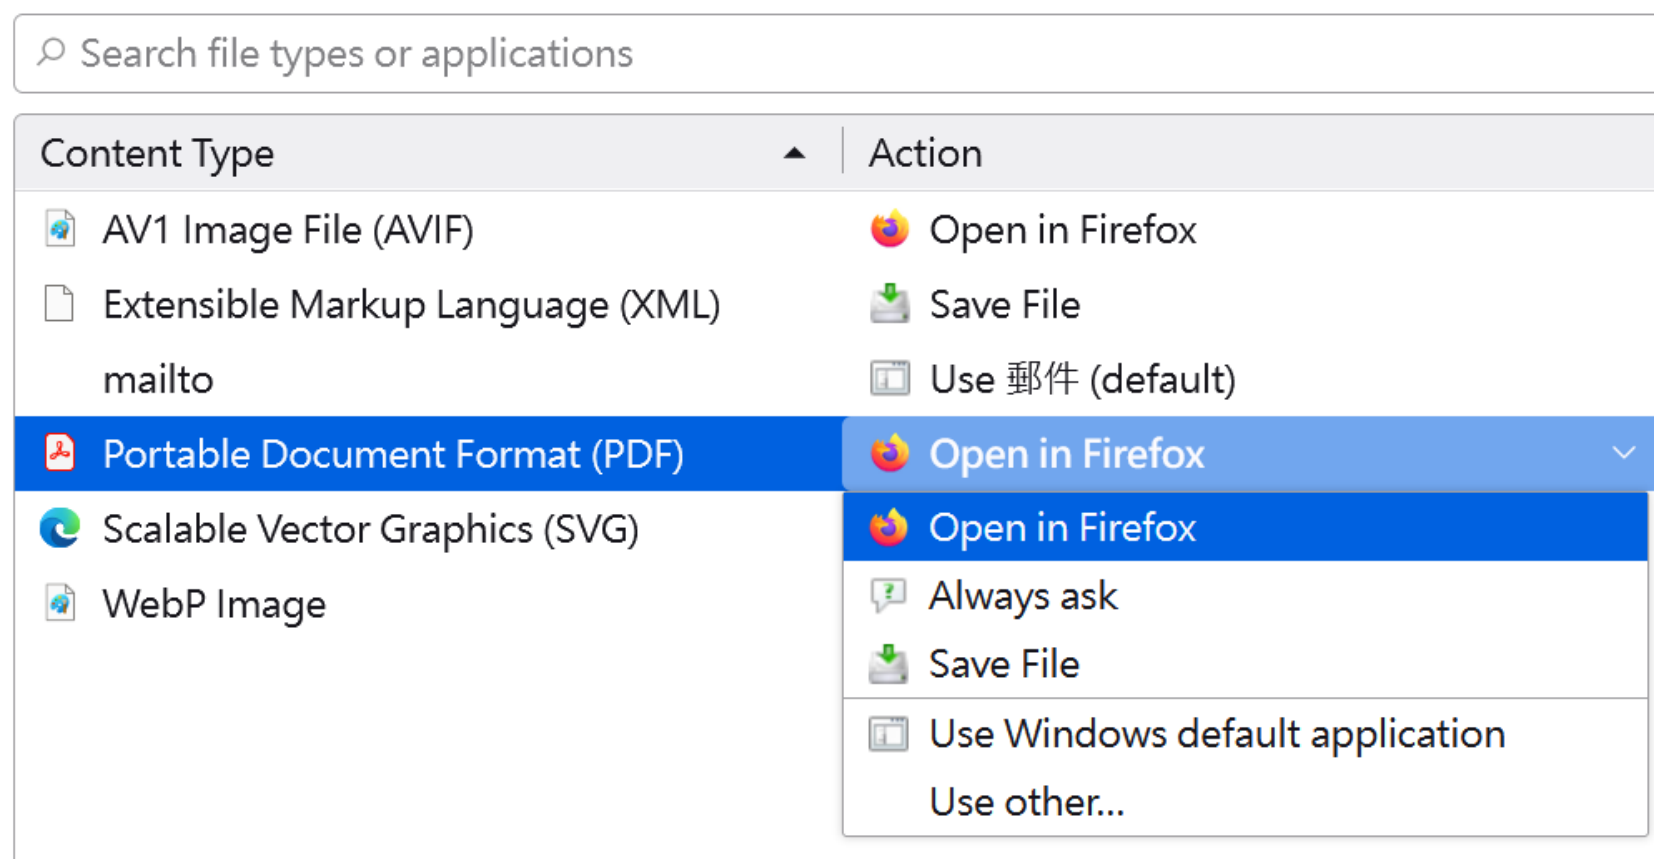 Search file types or applications
Content Type Action
AV1 Image File (AVIF) Open in Firefox
Extensible Markup Language (XML) Save File
mailto Use 郵件 (default)
Portable Document Format (PDF) Open in Firefox
Scalable Vector Graphics (SVG) Open in Firefox
WebP Image Always ask
Save File
Use Windows default application
Use other...